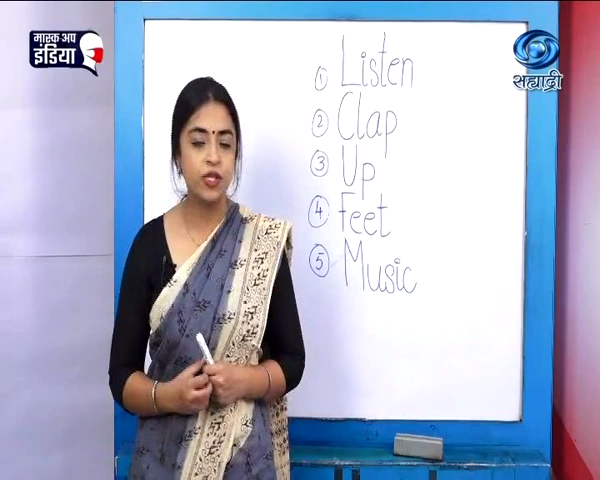 मास्क अप
इंडिया
सह्याद्री
① Listen
② Clap
③ Up
④ Feet
⑤ Music